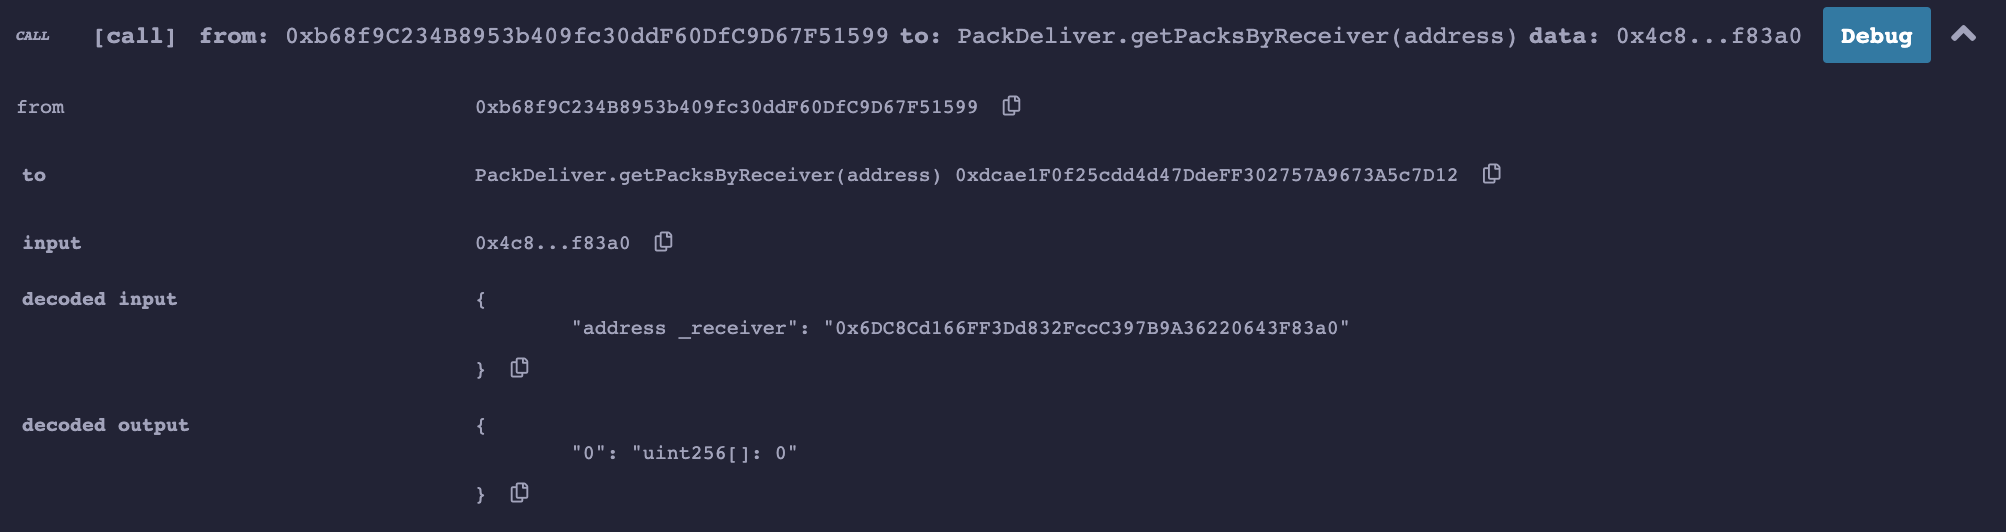 CALL [call] from: 0xb68f9C234B8953b409fc30ddF60DfC9D67F51599 to: PackDeliver.getPacksByReceiver(address) data: 0x4c8...f83a0 Debug
from 0xb68f9C234B8953b409fc30ddF60DfC9D67F51599
to PackDeliver.getPacksByReceiver(address) 0xdcae1F0f25cdd4d47DdeFF302757A9673A5c7D12
input 0x4c8...f83a0
decoded input {
"address _receiver": "0x6DC8Cd166FF3Dd832FccC397B9A36220643F83a0"
}
decoded output {
"0": "uint256[]: 0"
}